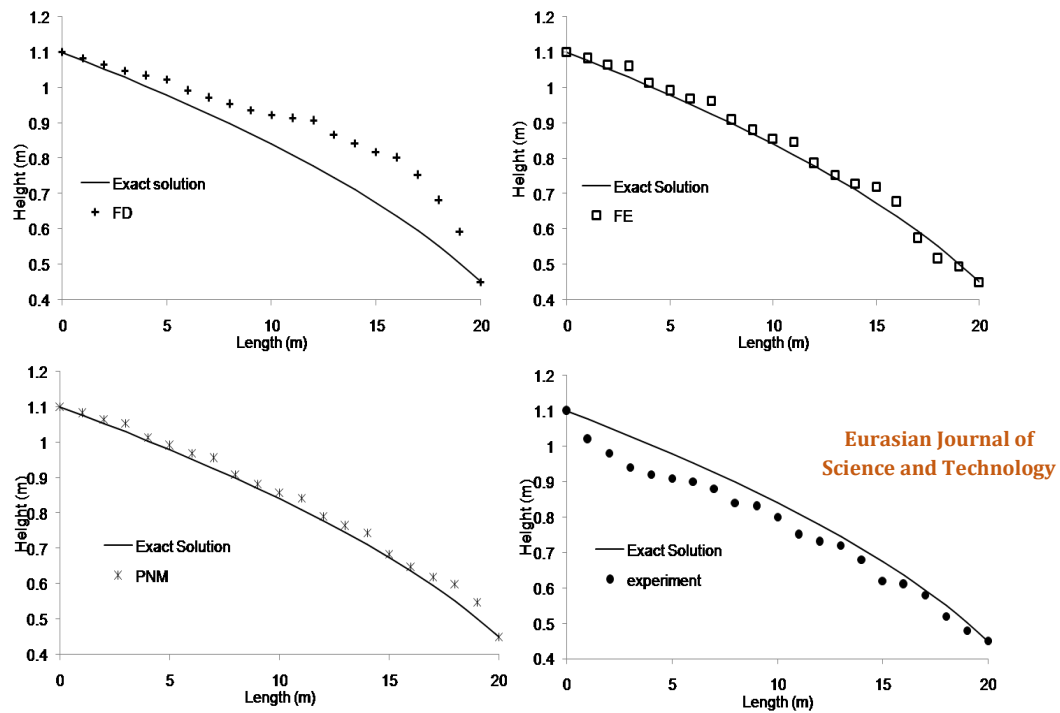 1.2
1.1
1
0.9
0.8
0.7
0.6
0.5
0.4
Height (m)
Exact solution
FD
0 5 10 15 20
Length (m)
1.2
1.1
1
0.9
0.8
0.7
0.6
0.5
0.4
Height (m)
Exact Solution
FE
0 5 10 15 20
Length (m)
1.2
1.1
1
0.9
0.8
0.7
0.6
0.5
0.4
Height (m)
Exact Solution
PNM
0 5 10 15 20
Length (m)
1.2
1.1
1
0.9
0.8
0.7
0.6
0.5
0.4
Height (m)
Exact Solution
experiment
0 5 10 15 20
Length (m)
Eurasian Journal of
Science and Technology